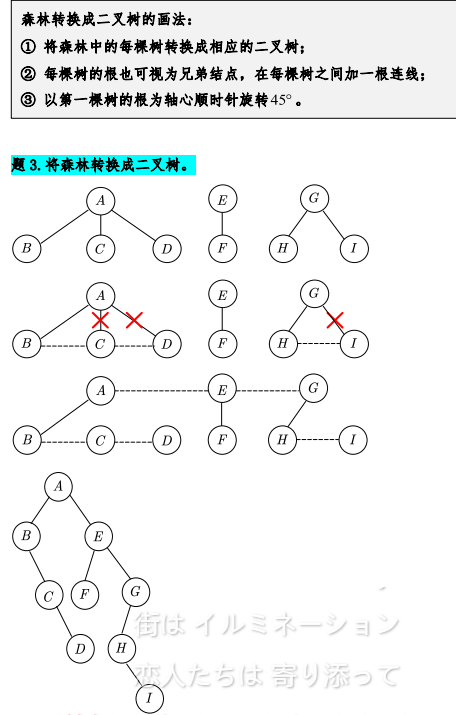 森林转换成二叉树的画法：
① 将森林中的每棵树转换成相应的二叉树；
② 每棵树的根也可视为兄弟结点，在每棵树之间加一根连线；
③ 以第一棵树的根为轴心顺时针旋转45°。
题 3. 将森林转换成二叉树。
A E G
B C D F H I
A E G
B C D F H I
A E G
B C D F H I
A
B E
C F G
D H
I
街は イルミネーション
恋人たちは 寄り添って